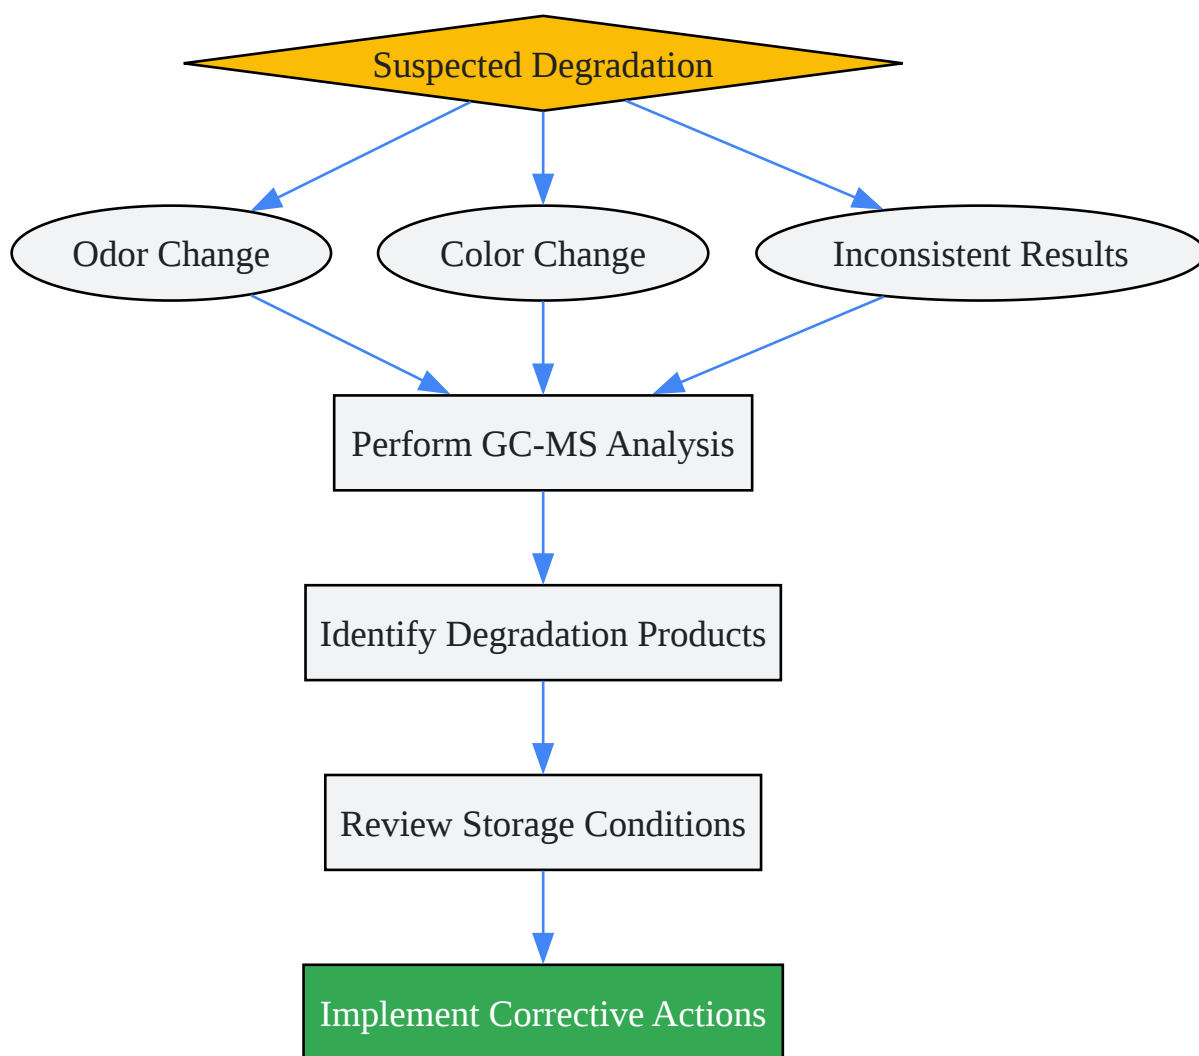 Suspected Degradation
Odor Change
Color Change
Inconsistent Results
Perform GC-MS Analysis
Identify Degradation Products
Review Storage Conditions
Implement Corrective Actions